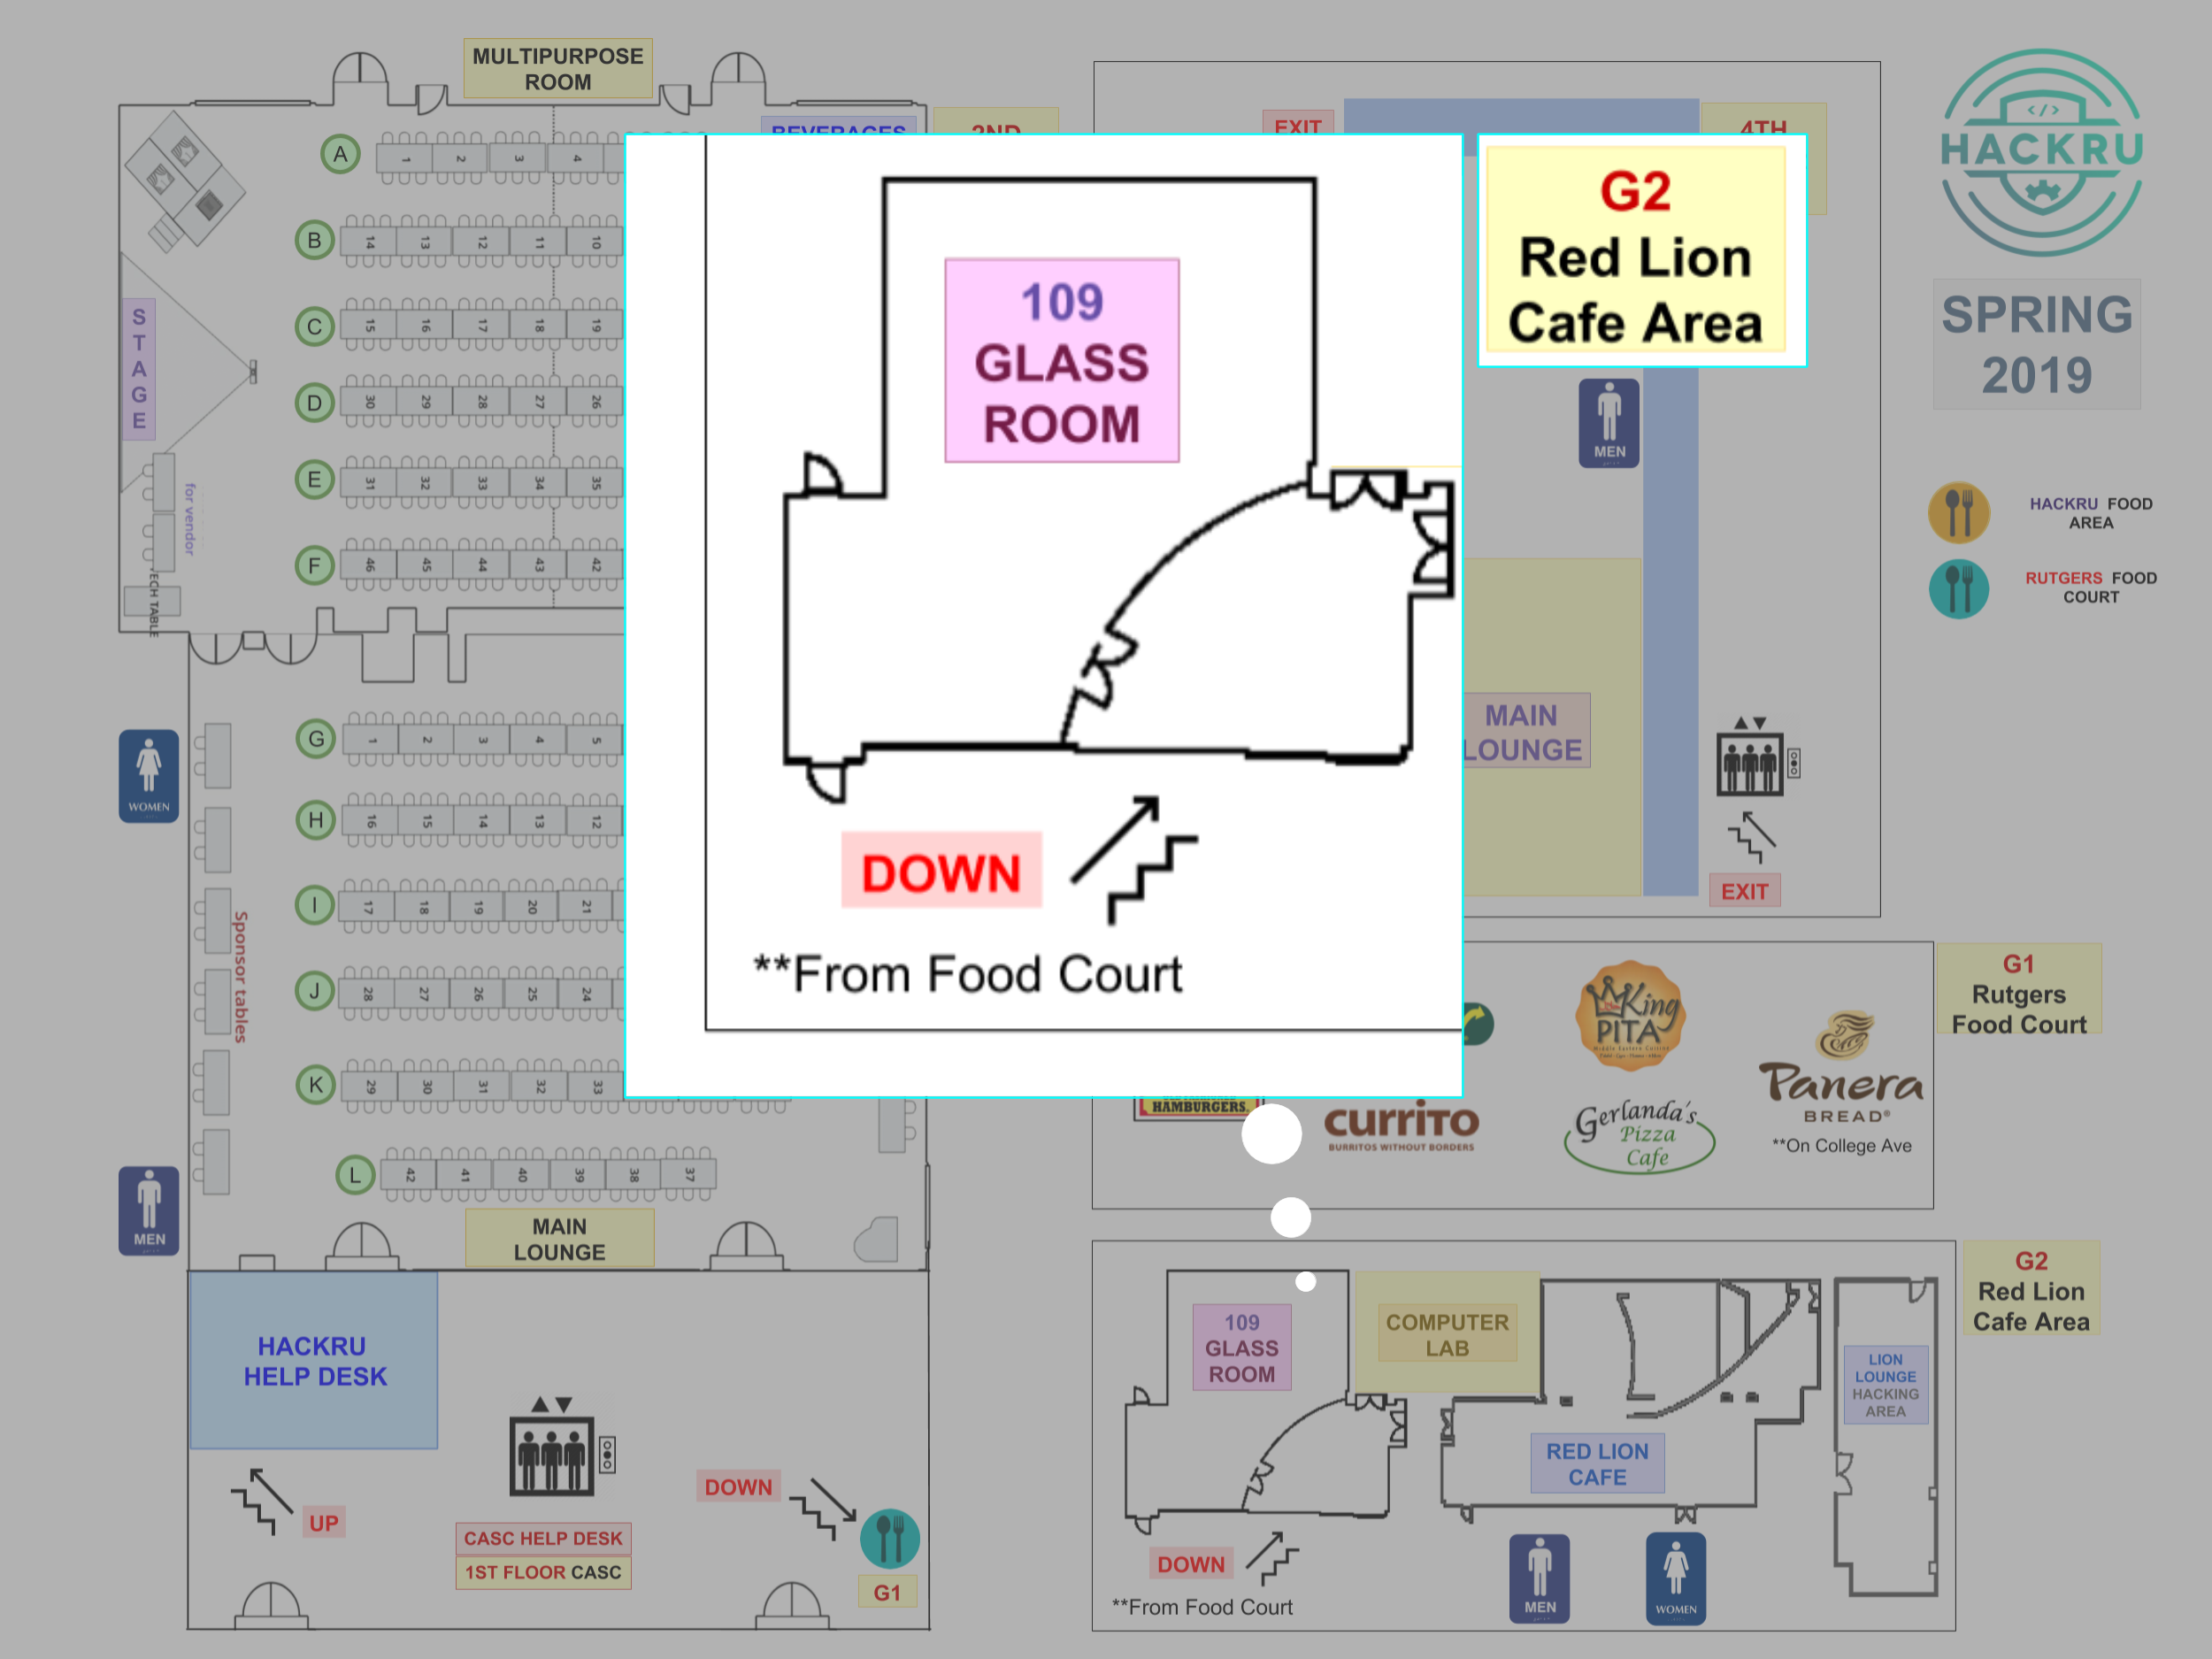 MULTIPURPOSE
ROOM
BEVERAGES
2ND
EXIT
4TH
</>
HACKRU
SPRING
2019
HACKRU FOOD
AREA
RUTGERS FOOD
COURT
A
1
2
3
4
B
14
13
12
11
10
C
15
16
17
18
19
D
30
29
28
27
26
E
31
32
33
34
35
F
46
45
44
43
42
STAGE
for vendor
TECH TABLE
G2
Red Lion
Cafe Area
109
GLASS
ROOM
DOWN
**From Food Court
MEN
MAIN
LOUNGE
EXIT
WOMEN
G
1
2
3
4
5
H
16
15
14
13
12
I
17
18
19
20
21
J
28
27
26
25
24
K
29
30
31
32
33
L
42
41
40
39
38
37
Sponsor tables
MEN
MAIN
LOUNGE
G1
Rutgers
Food Court
King
PITA
Panera
BREAD®
**On College Ave
HAMBURGERS
currito
BURRITOS WITHOUT BORDERS
Gerlanda's
Pizza
Cafe
HACKRU
HELP DESK
UP
CASC HELP DESK
1ST FLOOR CASC
DOWN
G1
G2
Red Lion
Cafe Area
109
GLASS
ROOM
COMPUTER
LAB
LION
LOUNGE
HACKING
AREA
RED LION
CAFE
DOWN
**From Food Court
MEN
WOMEN